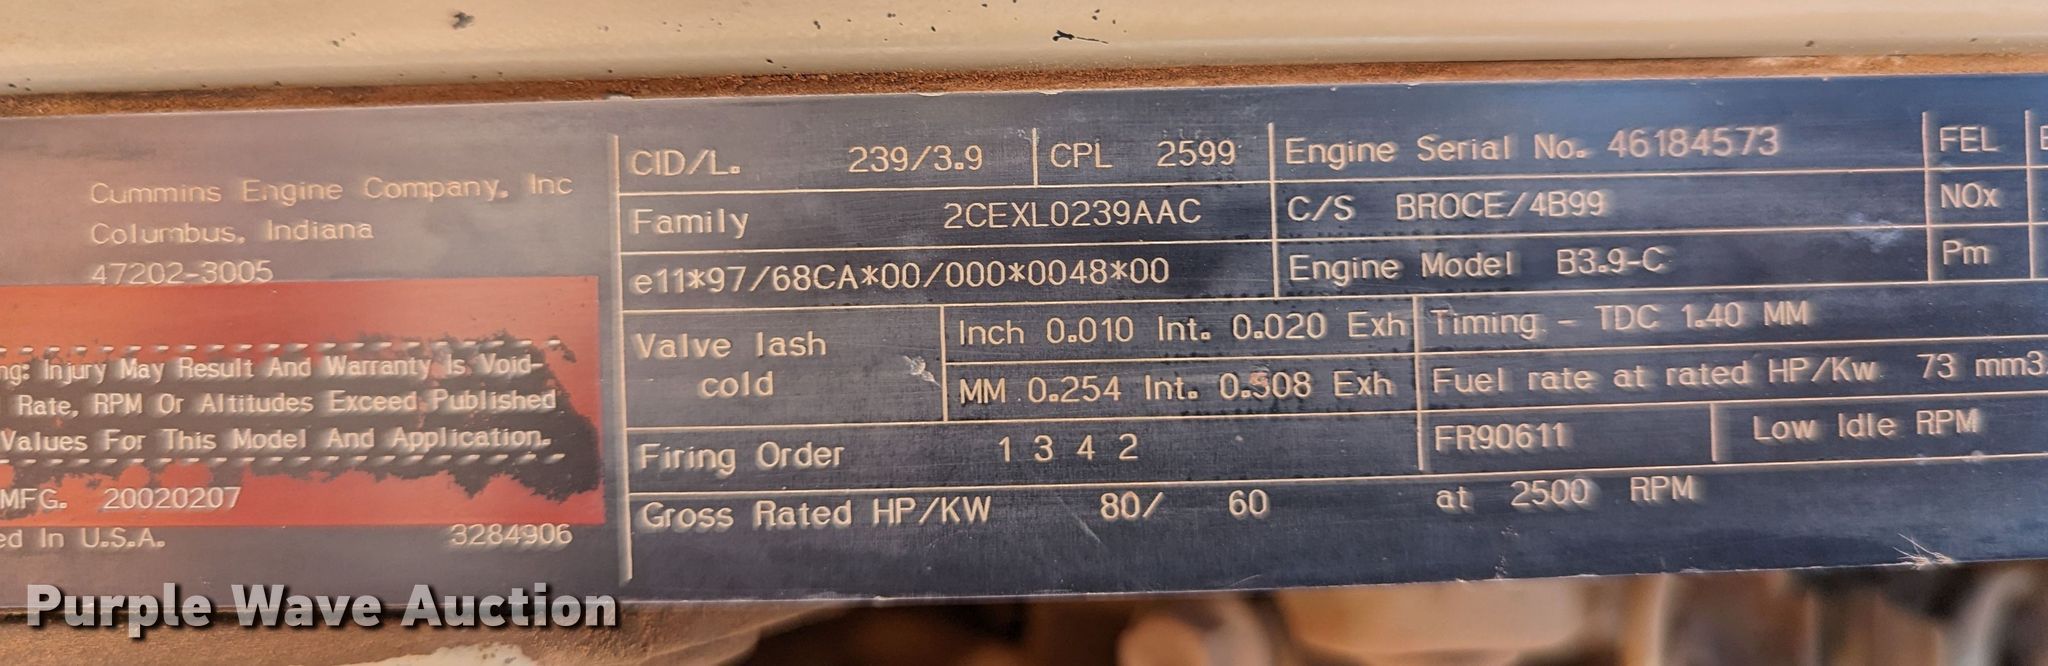 Cummins Engine Company, Inc
Columbus, Indiana
47202-3005
ng: Injury May Result And Warranty Is Void-
Rate, RPM Or Altitudes Exceed Published
Values For This Model And Application.
MFG. 20020207
ed In U.S.A. 3284906
CID/L. 239/3.9 CPL 2599 Engine Serial No. 46184573 FEL
Family 2CEXL0239AAC C/S BROCE/4B99 NOx
e11*97/68CA*00/000*0048*00 Engine Model B3.9-C Pm
Valve lash cold
Inch 0.010 Int. 0.020 Exh Timing - TDC 1.40 MM
MM 0.254 Int. 0.508 Exh Fuel rate at rated HP/Kw 73 mm3
Firing Order 1 3 4 2 FR90611 Low Idle RPM
Gross Rated HP/KW 80/ 60 at 2500 RPM
Purple Wave Auction